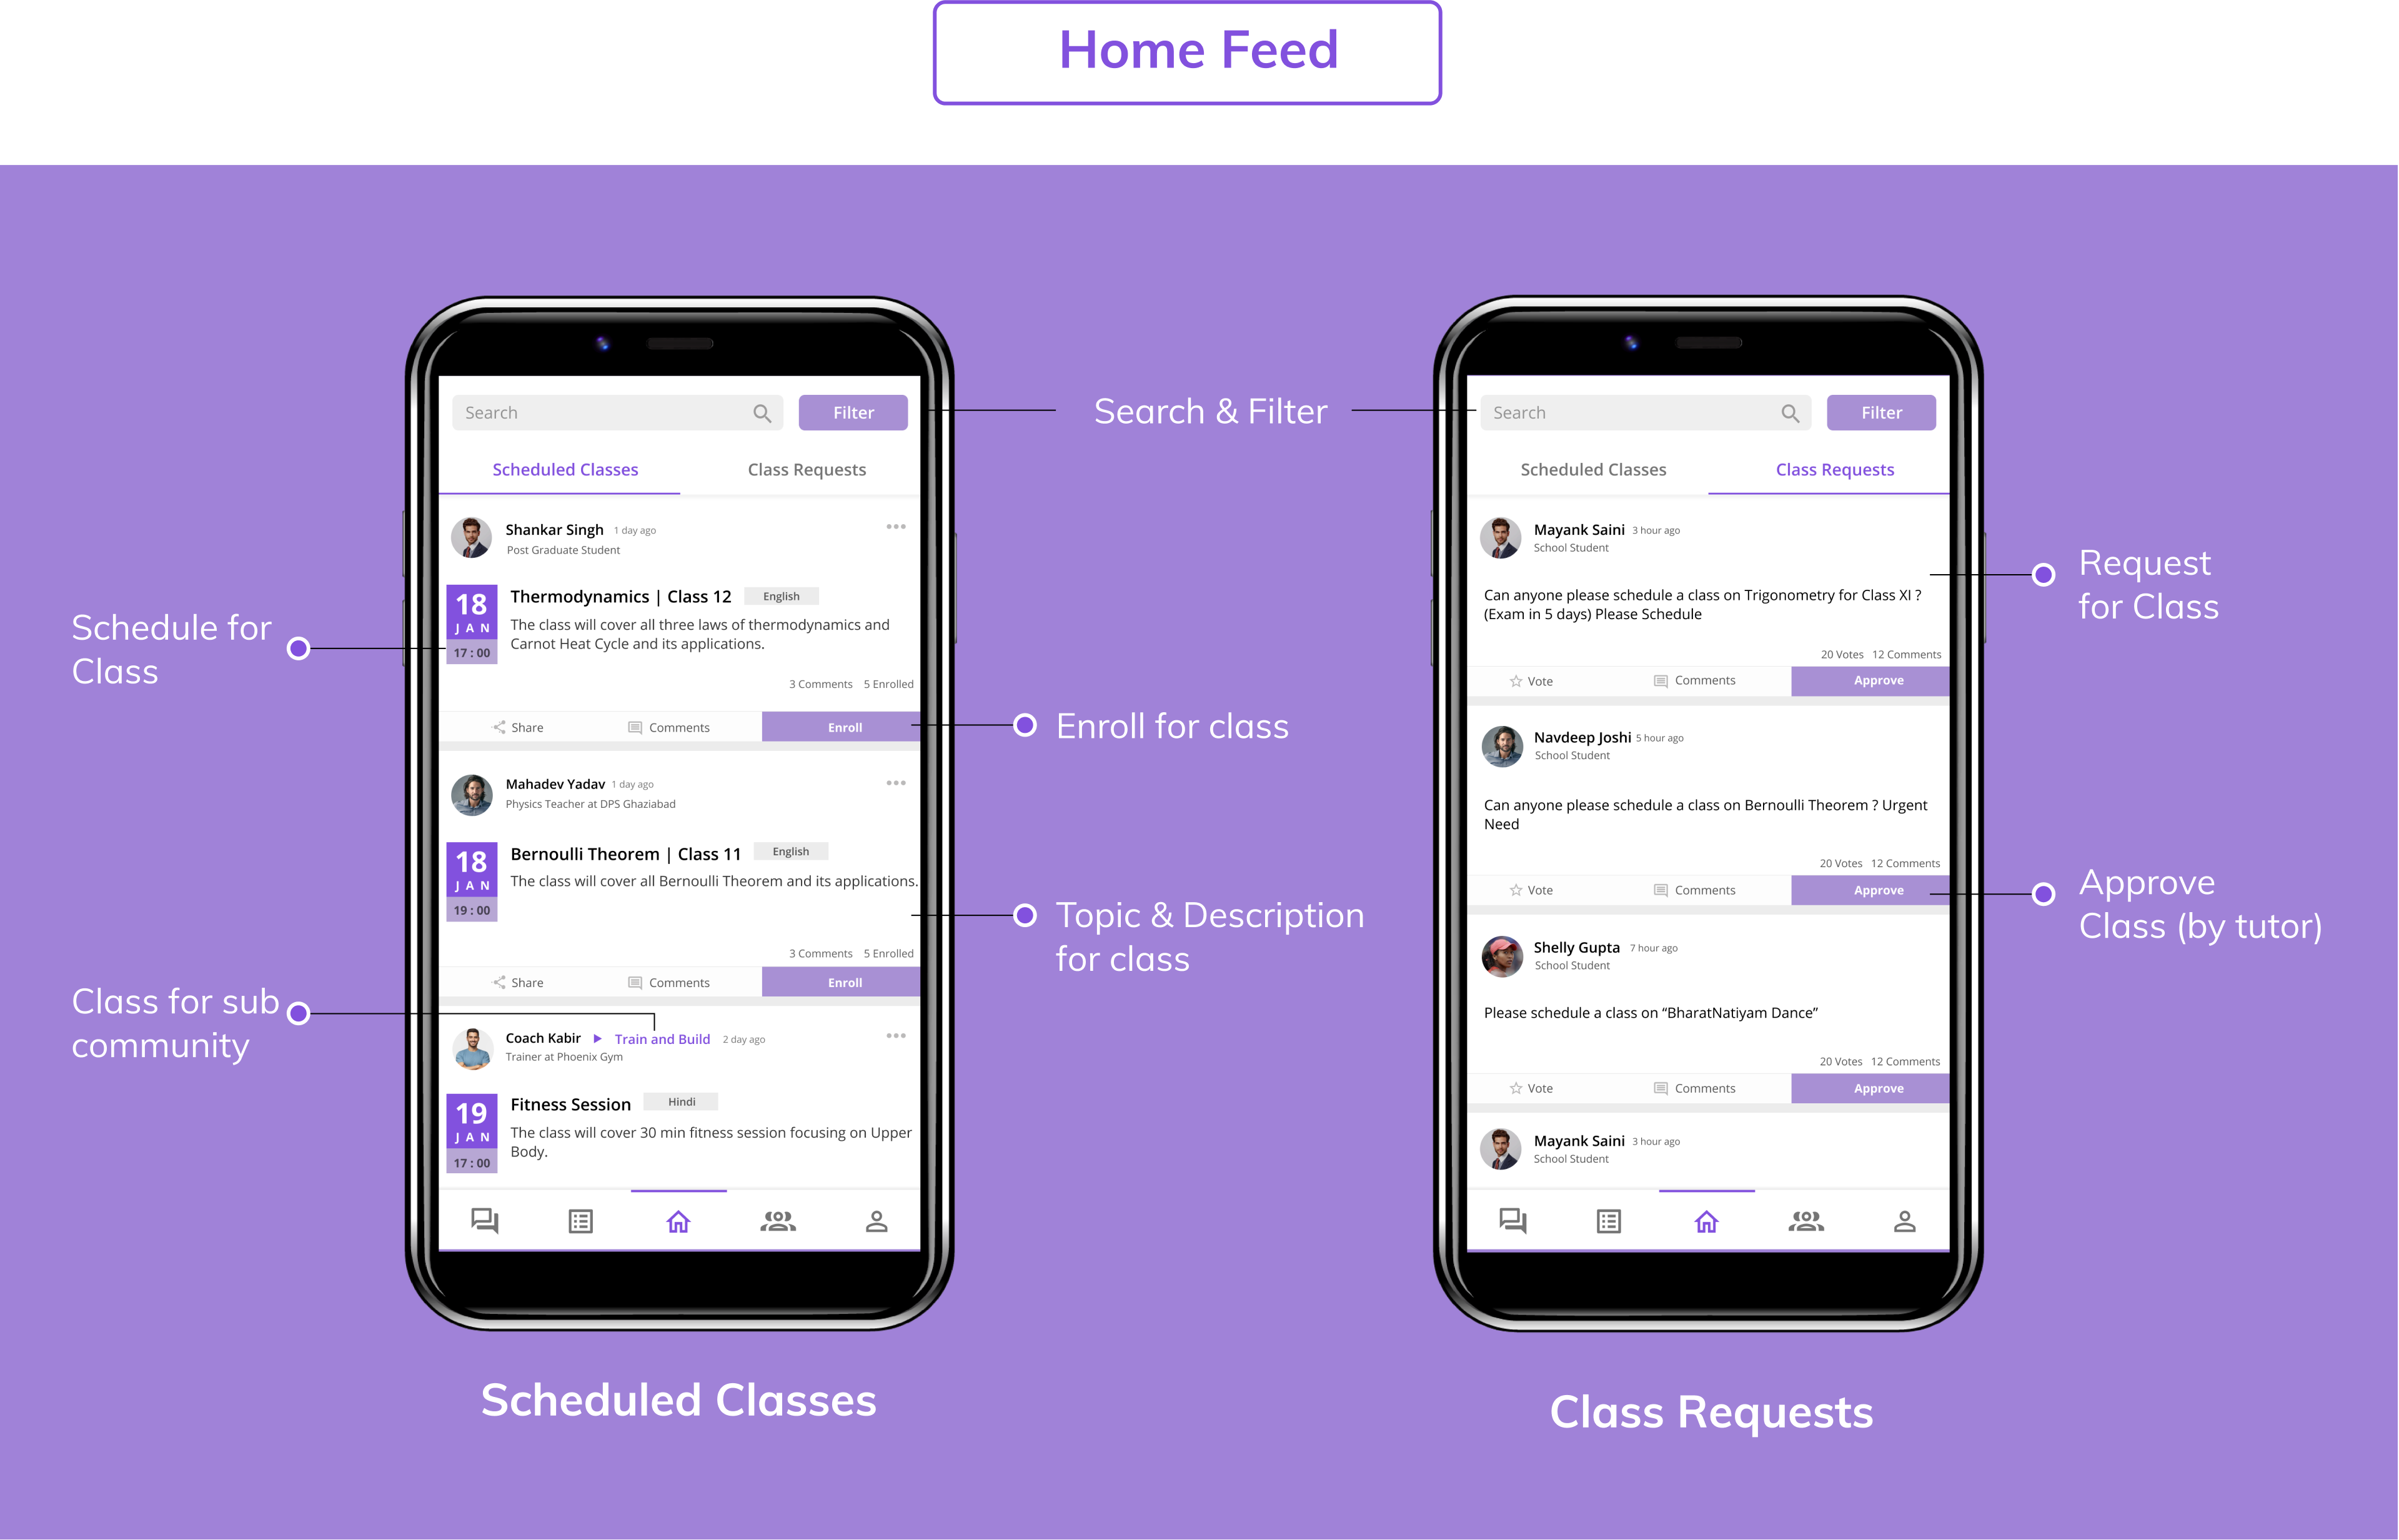 Home Feed
Search
Filter
Scheduled Classes
Class Requests
Shankar Singh 1 day ago
Post Graduate Student
18
JAN
17 : 00
Thermodynamics | Class 12 English
The class will cover all three laws of thermodynamics and
Carnot Heat Cycle and its applications.
3 Comments 5 Enrolled
Share Comments Enroll
Mahadev Yadav 1 day ago
Physics Teacher at DPS Ghaziabad
18
JAN
19 : 00
Bernoulli Theorem | Class 11 English
The class will cover all Bernoulli Theorem and its applications.
3 Comments 5 Enrolled
Share Comments Enroll
Coach Kabir Train and Build 2 day ago
Trainer at Phoenix Gym
19
JAN
17 : 00
Fitness Session Hindi
The class will cover 30 min fitness session focusing on Upper
Body.
Schedule for
Class
Class for sub
community
Search & Filter
Enroll for class
Topic & Description
for class
Scheduled Classes
Search
Filter
Scheduled Classes
Class Requests
Mayank Saini 3 hour ago
School Student
Can anyone please schedule a class on Trigonometry for Class XI ?
(Exam in 5 days) Please Schedule
20 Votes 12 Comments
Vote Comments Approve
Navdeep Joshi 5 hour ago
School Student
Can anyone please schedule a class on Bernoulli Theorem ? Urgent
Need
20 Votes 12 Comments
Vote Comments Approve
Shelly Gupta 7 hour ago
School Student
Please schedule a class on “BharatNatiyam Dance”
20 Votes 12 Comments
Vote Comments Approve
Mayank Saini 3 hour ago
School Student
Request
for Class
Approve
Class (by tutor)
Class Requests